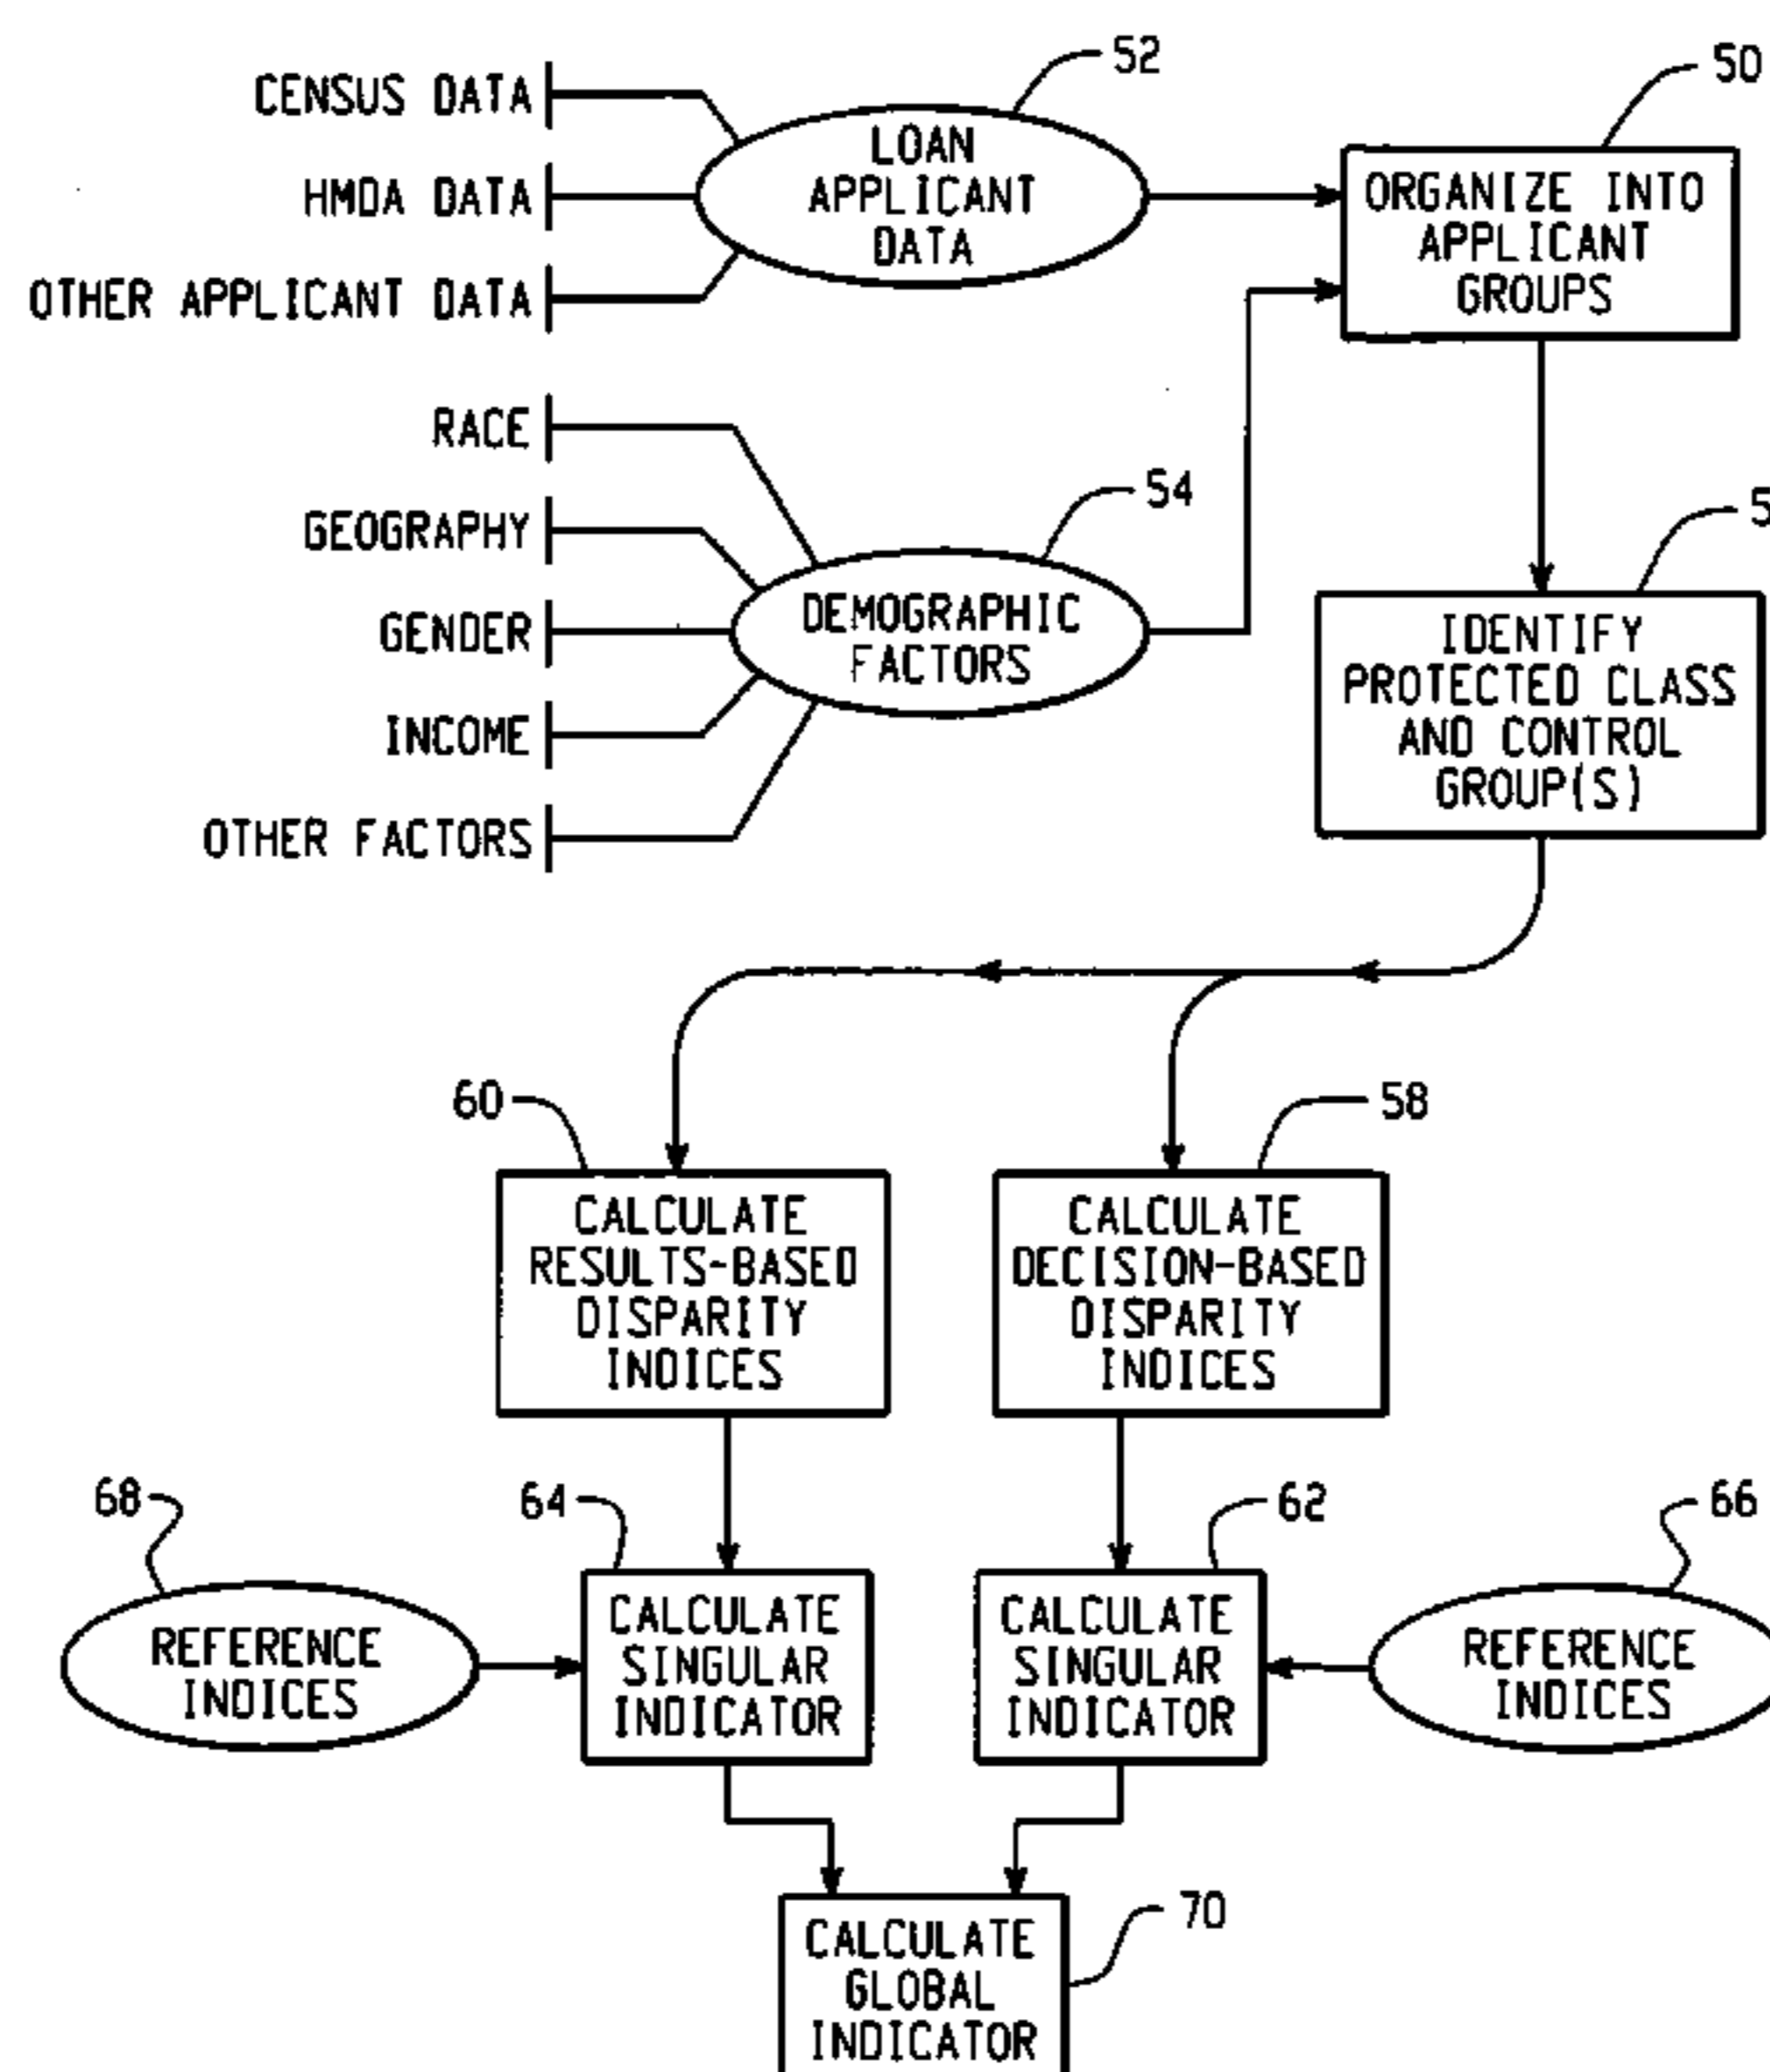 52
50
CENSUS DATA
HMDA DATA
OTHER APPLICANT DATA
LOAN
APPLICANT
DATA
ORGANIZE INTO
APPLICANT
GROUPS
RACE
GEOGRAPHY
GENDER
INCOME
OTHER FACTORS
54
DEMOGRAPHIC
FACTORS
IDENTIFY
PROTECTED CLASS
AND CONTROL
GROUP(S)
60
58
CALCULATE
RESULTS-BASED
DISPARITY
INDICES
CALCULATE
DECISION-BASED
DISPARITY
INDICES
68
64
62
66
REFERENCE
INDICES
CALCULATE
SINGULAR
INDICATOR
CALCULATE
SINGULAR
INDICATOR
REFERENCE
INDICES
70
CALCULATE
GLOBAL
INDICATOR